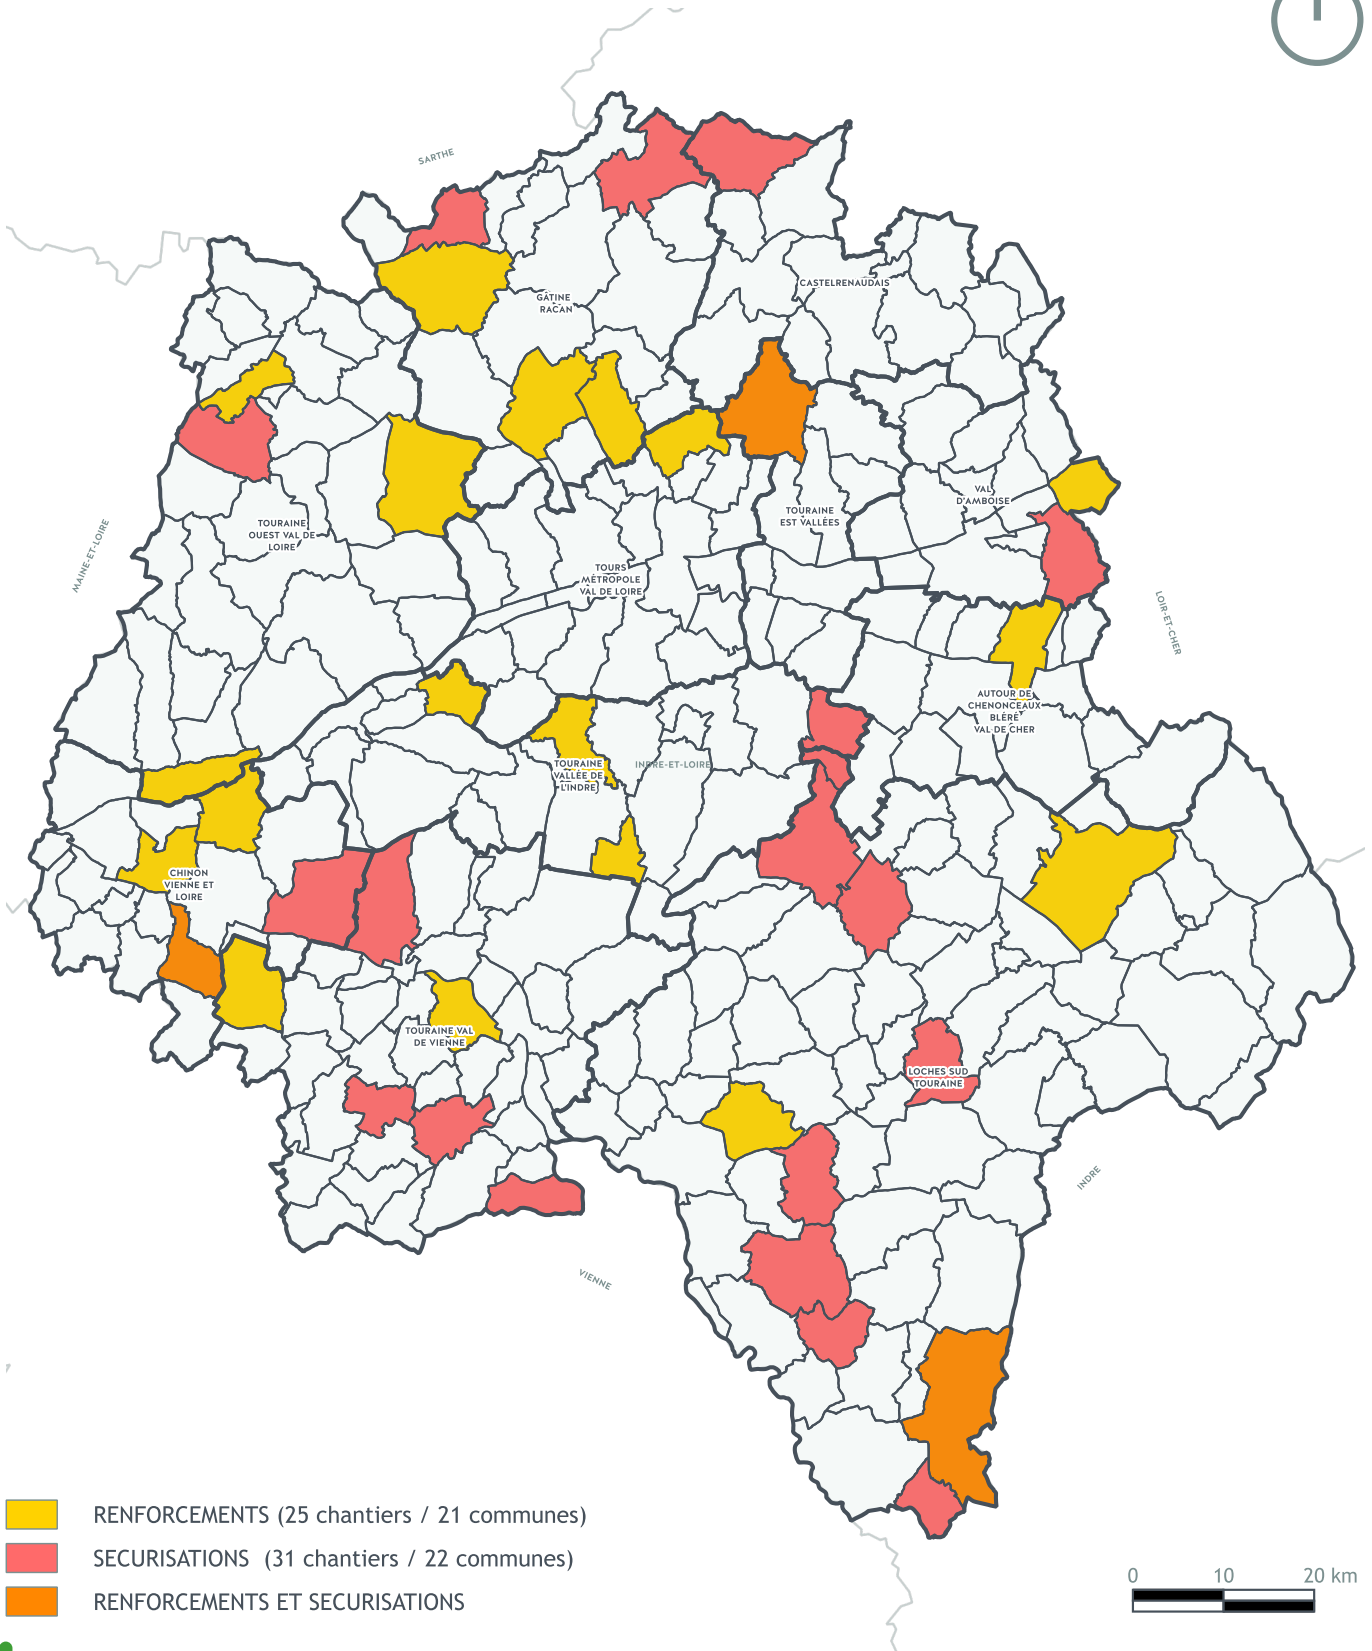 SARTHE
CASTELRENAUDAIS
GÂTINE
RACAN
VAL
D'AMBOISE
TOURAINE
EST VALLÉES
TOURAINE
OUEST VAL DE
LOIRE
MAINE-ET-LOIRE
TOURS
MÉTROPOLE
VAL DE LOIRE
LOIR-ET-CHER
AUTOUR DE
CHENONCEAUX
BLÉRÉ
VAL DE CHER
TOURAINE
VALLÉE DE
L'INDRE
INDRE-ET-LOIRE
CHINON
VIENNE ET
LOIRE
TOURAINE VAL
DE VIENNE
LOCHES SUD
TOURAINE
INDRE
VIENNE
RENFORCEMENTS (25 chantiers / 21 communes)
SECURISATIONS (31 chantiers / 22 communes)
RENFORCEMENTS ET SECURISATIONS
0 10 20 km